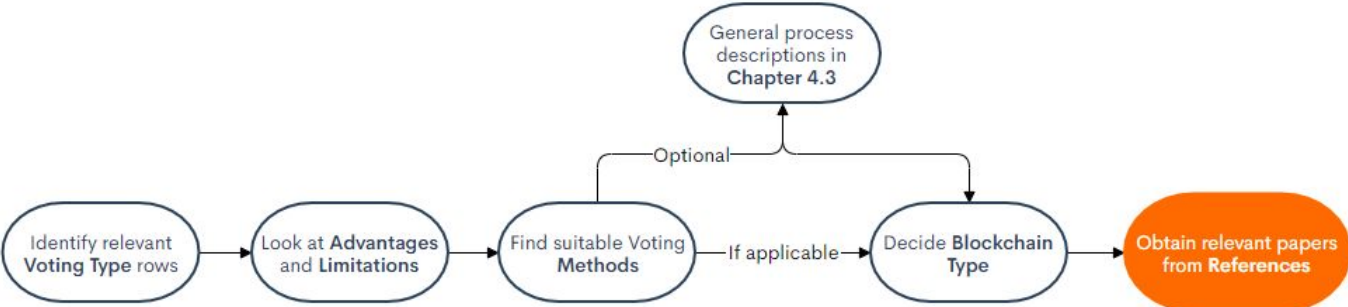 General process
descriptions in
Chapter 4.3
Optional
Identify relevant
Voting Type rows
Look at Advantages
and Limitations
Find suitable Voting
Methods
If applicable
Decide Blockchain
Type
Obtain relevant papers
from References